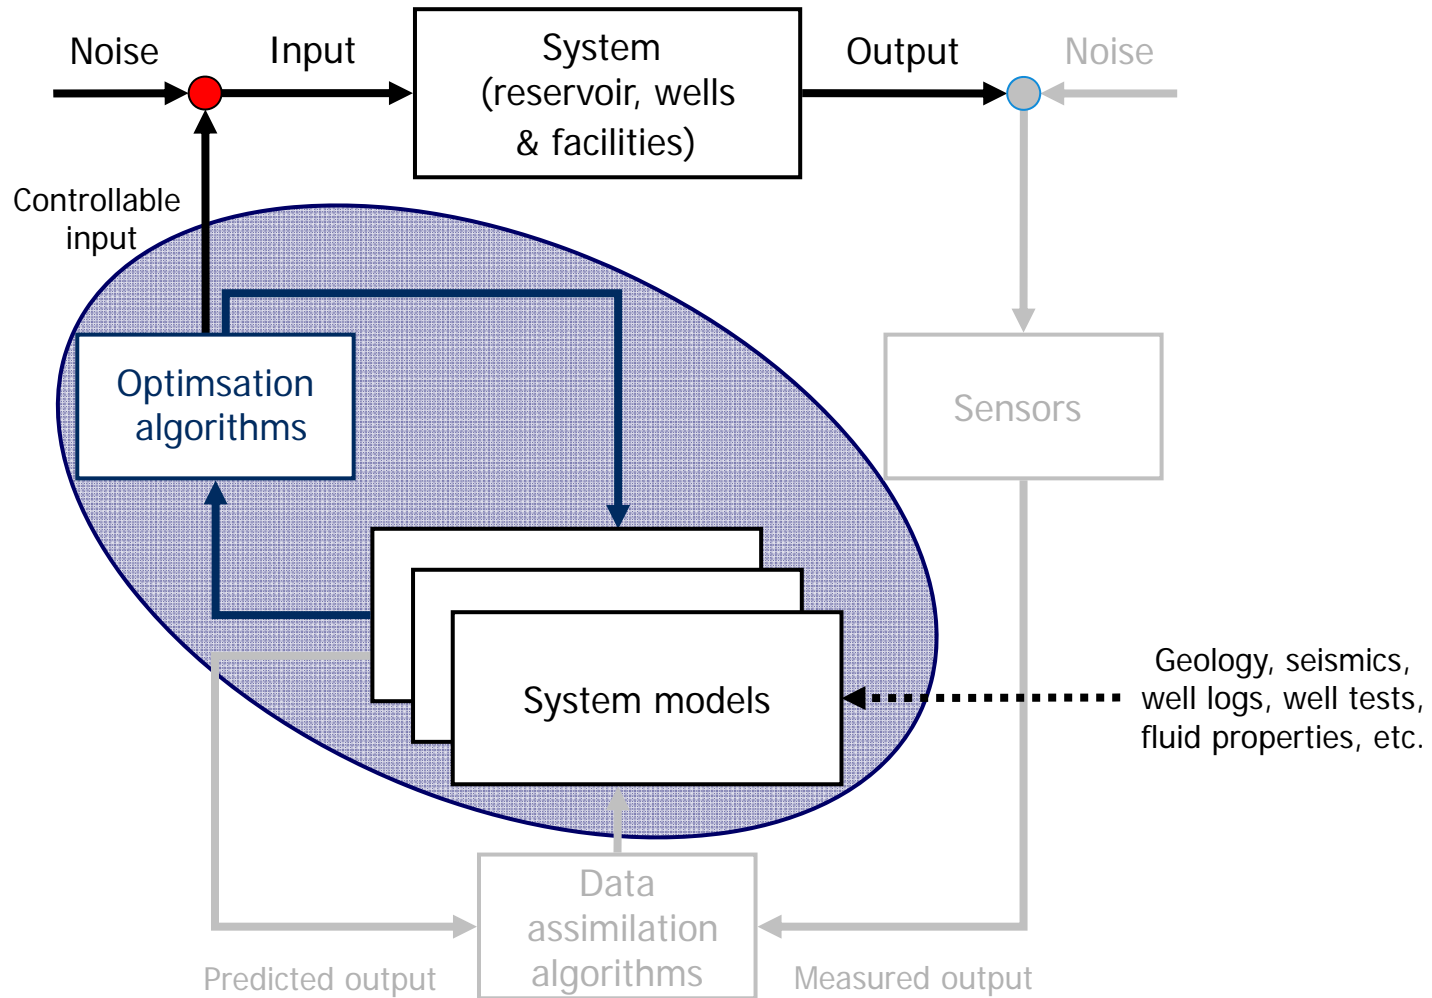 Noise
Input
System
(reservoir, wells
& facilities)
Output
Noise
Controllable
input
Optimsation
algorithms
Sensors
System models
Geology, seismics,
well logs, well tests,
fluid properties, etc.
Data
assimilation
algorithms
Predicted output
Measured output